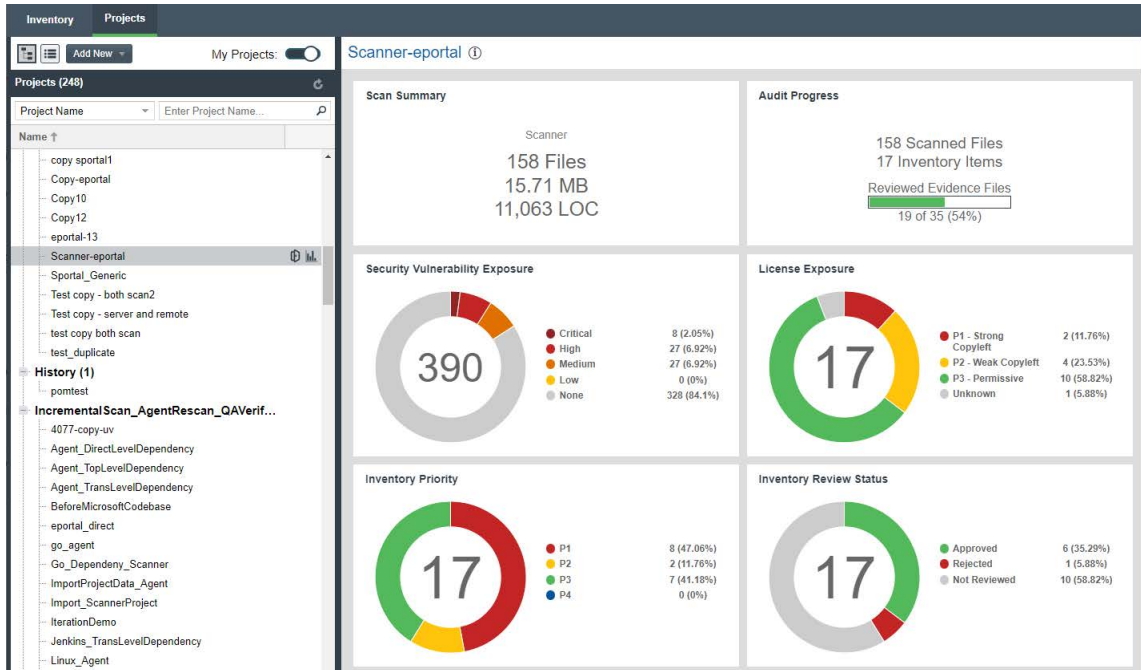 Inventory Projects
Add New My Projects:
Projects (248)
Project Name Enter Project Name...
Name
copy sportal1
Copy-eportal
Copy10
Copy12
eportal-13
Scanner-eportal
Sportal_Generic
Test copy - both scan2
Test copy - server and remote
test copy both scan
test_duplicate
History (1)
pomtest
IncrementalScan_AgentRescan_QAVerif...
4077-copy-uv
Agent_DirectLevelDependency
Agent_TopLevelDependency
Agent_TransLevelDependency
BeforeMicrosoftCodebase
eportal_direct
go_agent
Go_Dependeny_Scanner
ImportProjectData_Agent
Import_ScannerProject
IterationDemo
Jenkins_TransLevelDependency
Linux_Agent
Scanner-eportal
Scan Summary
Scanner
158 Files
15.71 MB
11,063 LOC
Audit Progress
158 Scanned Files
17 Inventory Items
Reviewed Evidence Files
19 of 35 (54%)
Security Vulnerability Exposure
390
Critical 8 (2.05%)
High 27 (6.92%)
Medium 27 (6.92%)
Low 0 (0%)
None 328 (84.1%)
License Exposure
17
P1 - Strong 2 (11.76%)
Copyleft
P2 - Weak Copyleft 4 (23.53%)
P3 - Permissive 10 (58.82%)
Unknown 1 (5.88%)
Inventory Priority
17
P1 8 (47.06%)
P2 2 (11.76%)
P3 7 (41.18%)
P4 0 (0%)
Inventory Review Status
17
Approved 6 (35.29%)
Rejected 1 (5.88%)
Not Reviewed 10 (58.82%)